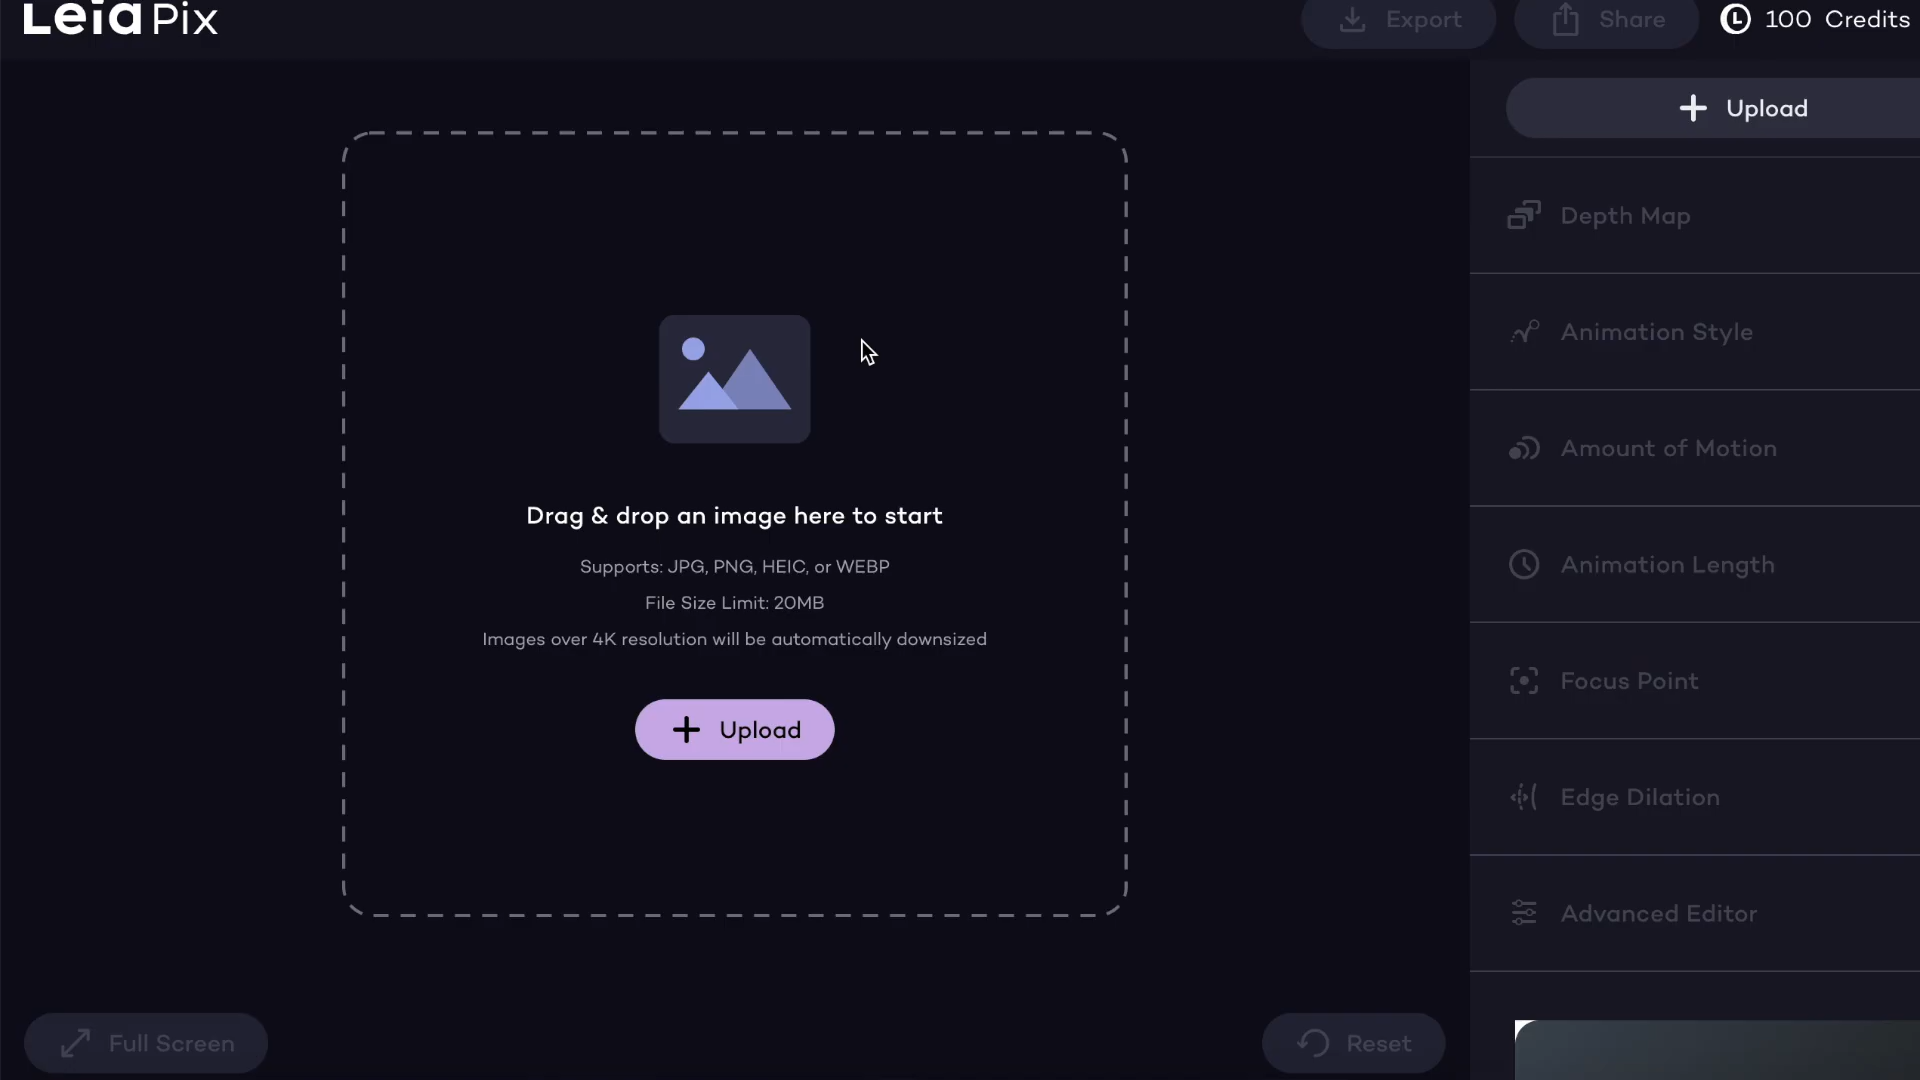 Leia Pix
Export
Share
100 Credits
Upload
Depth Map
Animation Style
Amount of Motion
Animation Length
Focus Point
Edge Dilation
Advanced Editor
Drag & drop an image here to start
Supports: JPG, PNG, HEIC, or WEBP
File Size Limit: 20MB
Images over 4K resolution will be automatically downsized
Upload
Full Screen
Reset